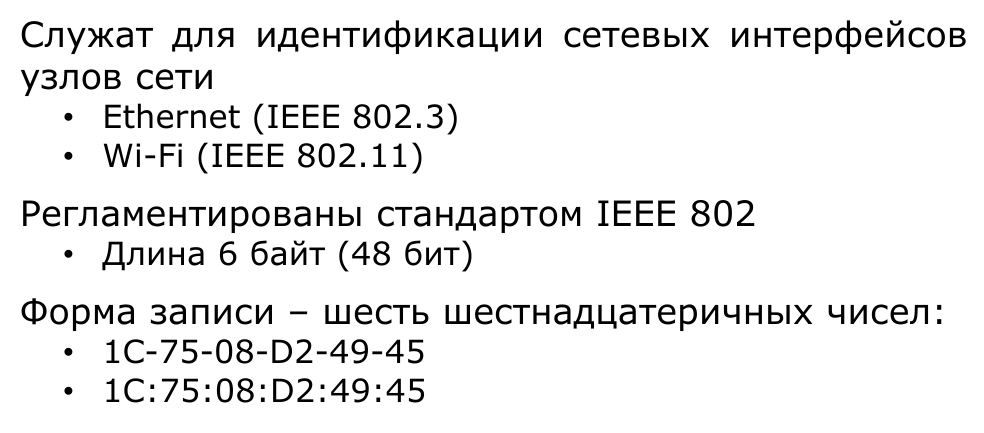 Служат для идентификации сетевых интерфейсов
узлов сети
• Ethernet (IEEE 802.3)
• Wi-Fi (IEEE 802.11)
Регламентированы стандартом IEEE 802
• Длина 6 байт (48 бит)
Форма записи – шесть шестнадцатеричных чисел:
• 1C-75-08-D2-49-45
• 1C:75:08:D2:49:45